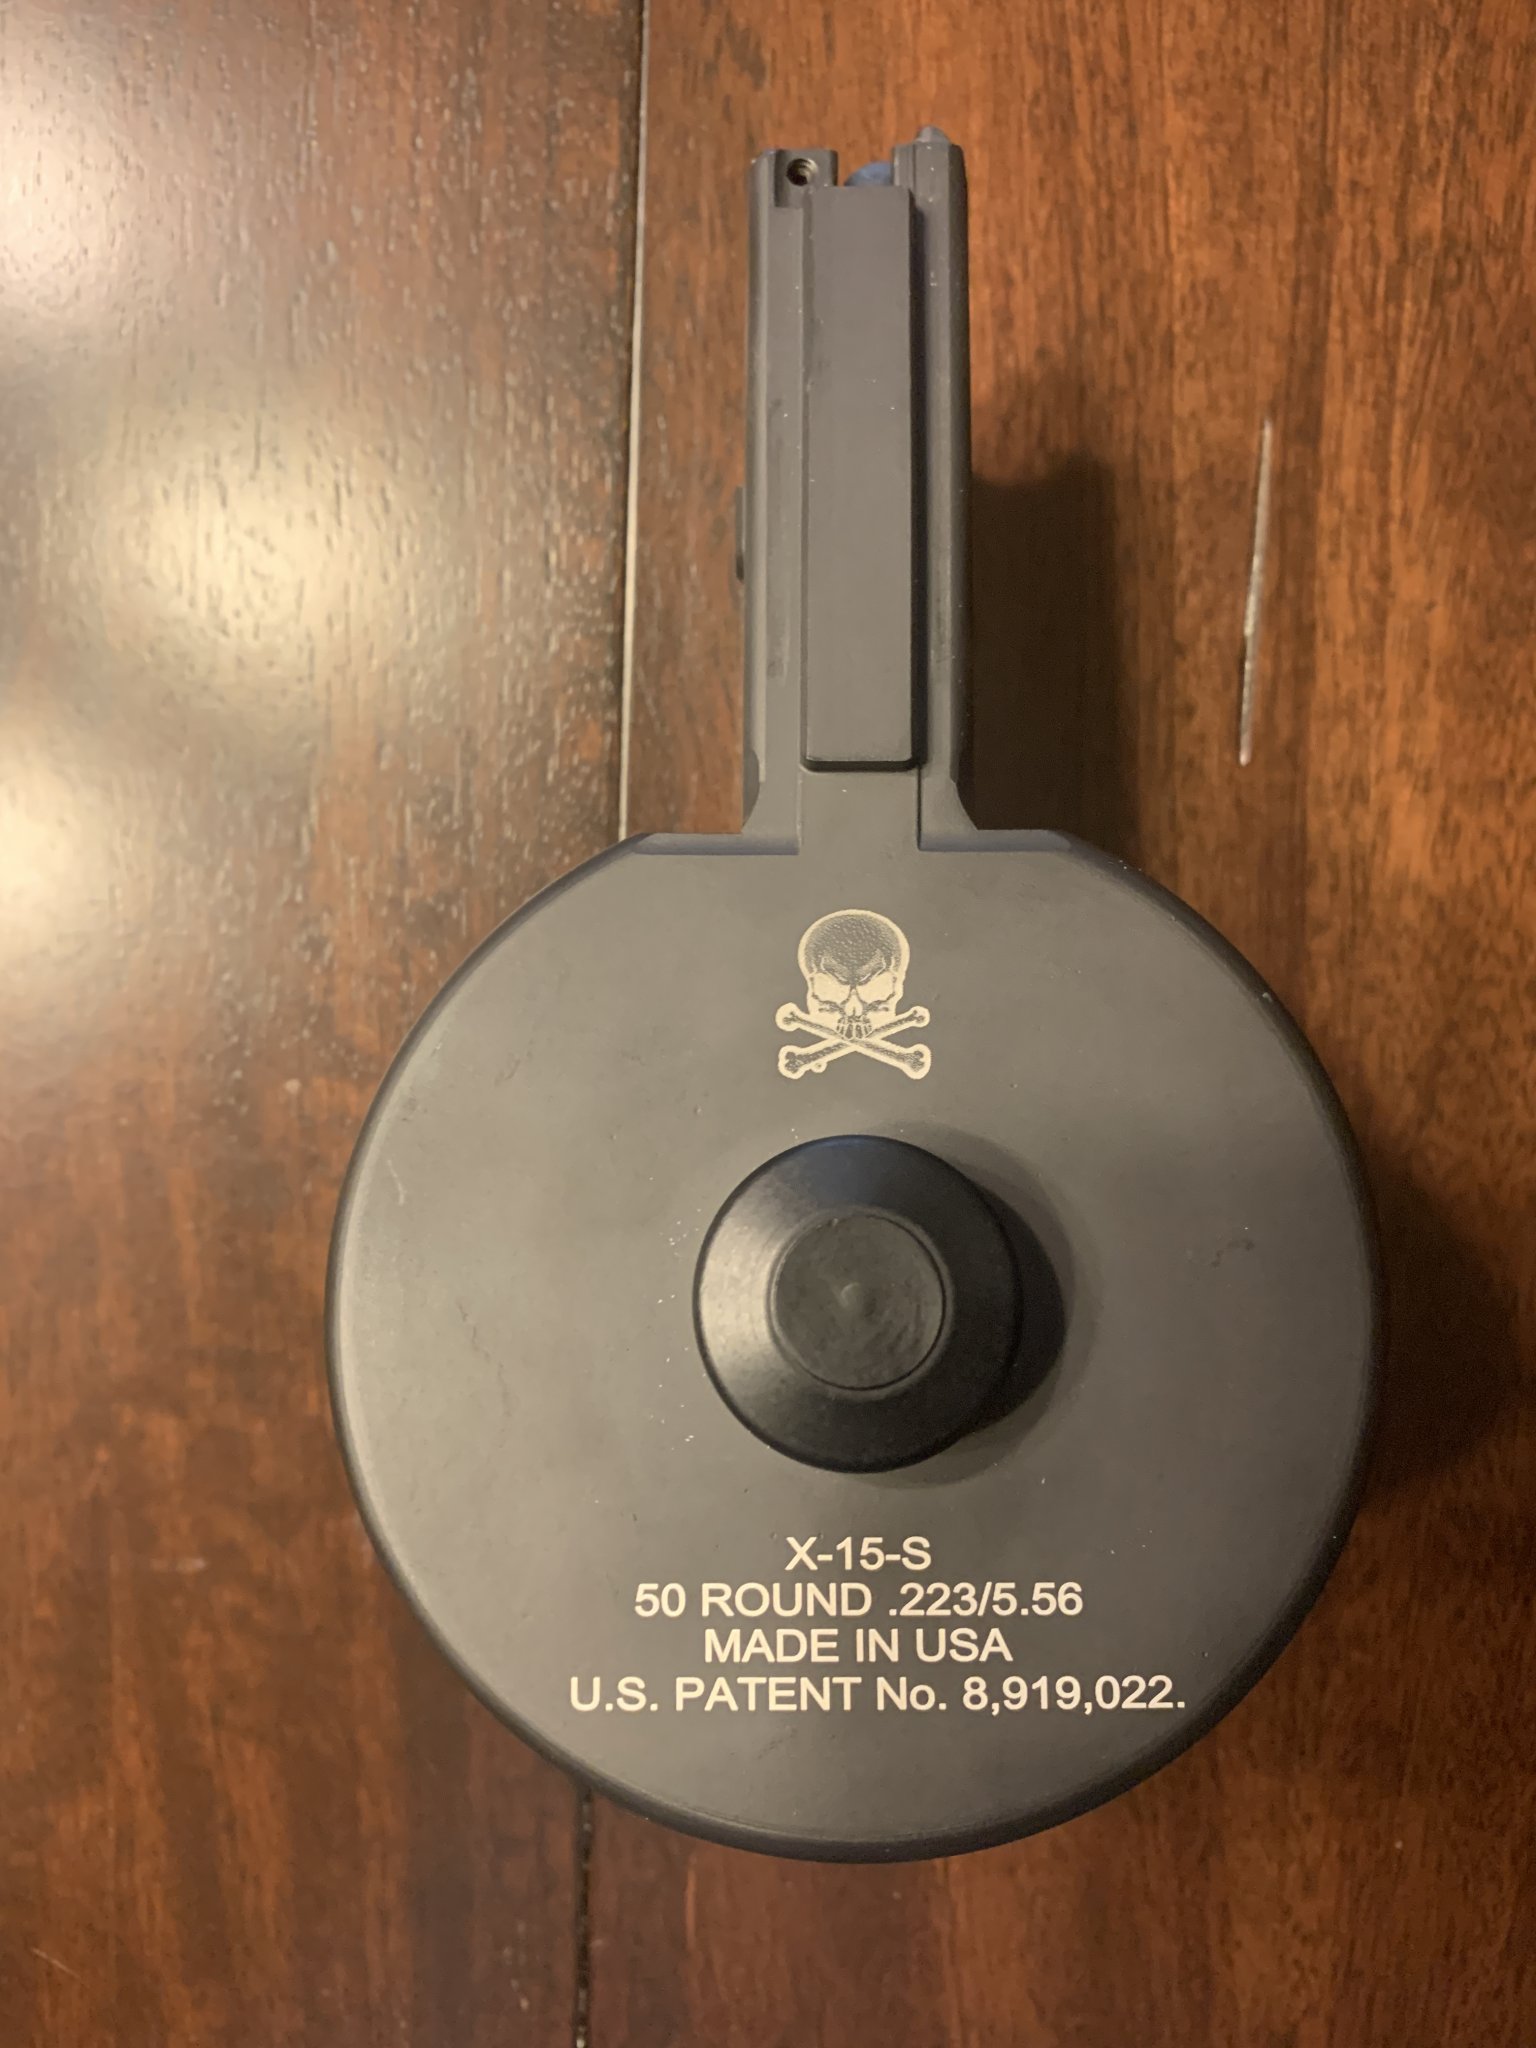 X-15-S
50 ROUND .223/5.56
MADE IN USA
U.S. PATENT No. 8,919,022.